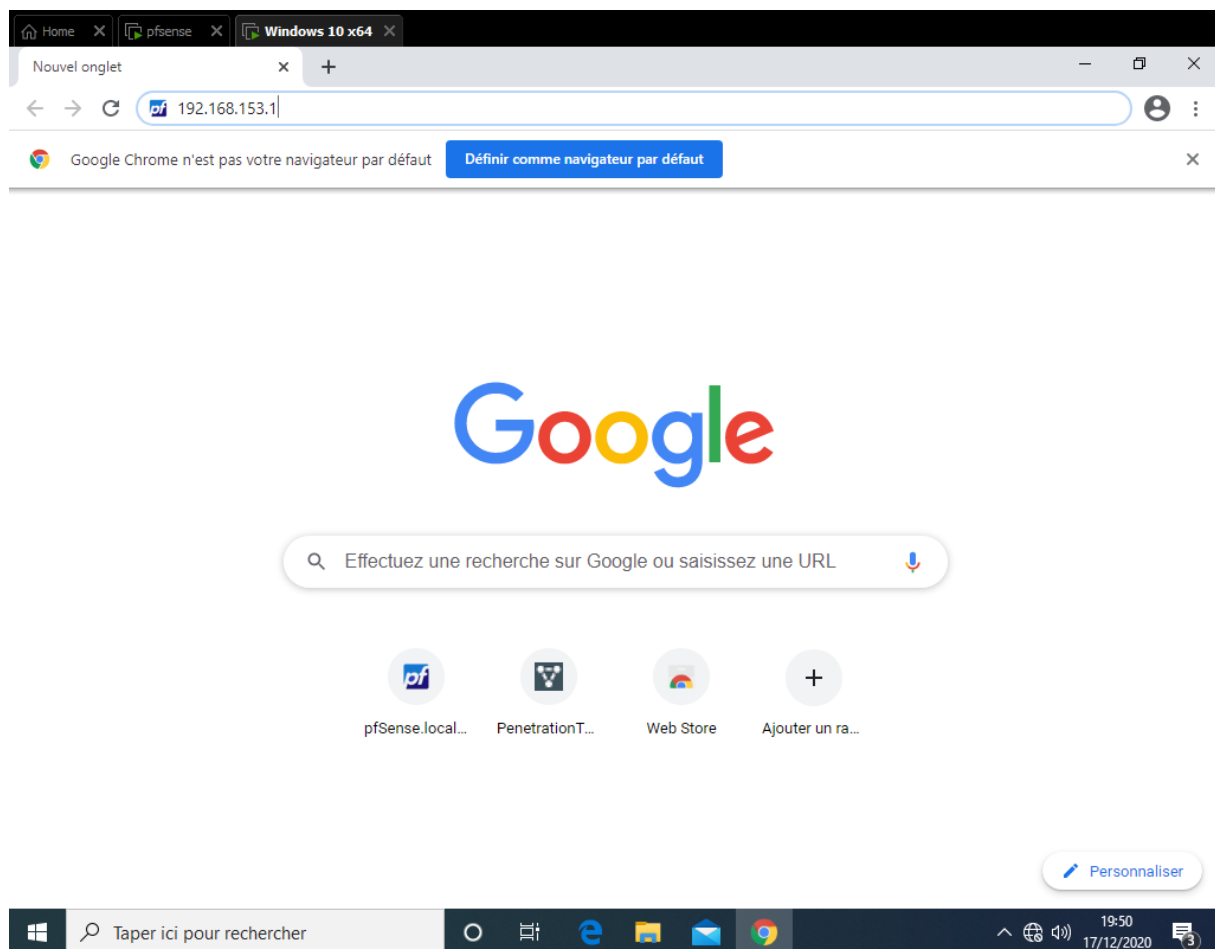 Home
pfsense
Windows 10 x64
Nouvel onglet
pf 192.168.153.1
Google Chrome n'est pas votre navigateur par défaut
Définir comme navigateur par défaut
Google
Effectuez une recherche sur Google ou saisissez une URL
pf
pfSense.local...
PenetrationT...
Web Store
Ajouter un ra...
Personnaliser
Taper ici pour rechercher
19:50
17/12/2020
3